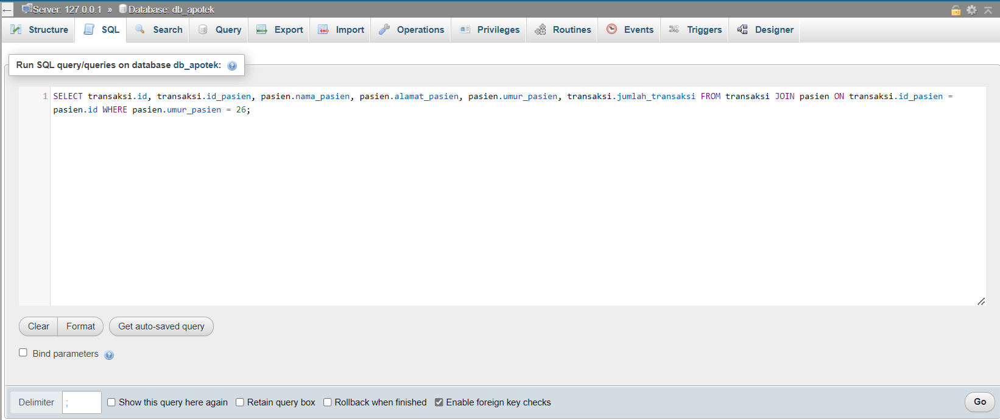 ← Server: 127.0.0.1 » Database: db_apotek
Structure SQL Search Query Export Import Operations Privileges Routines Events Triggers Designer
Run SQL query/queries on database db_apotek:
1 SELECT transaksi.id, transaksi.id_pasien, pasien.nama_pasien, pasien.alamat_pasien, pasien.umur_pasien, transaksi.jumlah_transaksi FROM transaksi JOIN pasien ON transaksi.id_pasien =
pasien.id WHERE pasien.umur_pasien = 26;
Clear Format Get auto-saved query
Bind parameters
Delimiter ; Show this query here again Retain query box Rollback when finished Enable foreign key checks Go